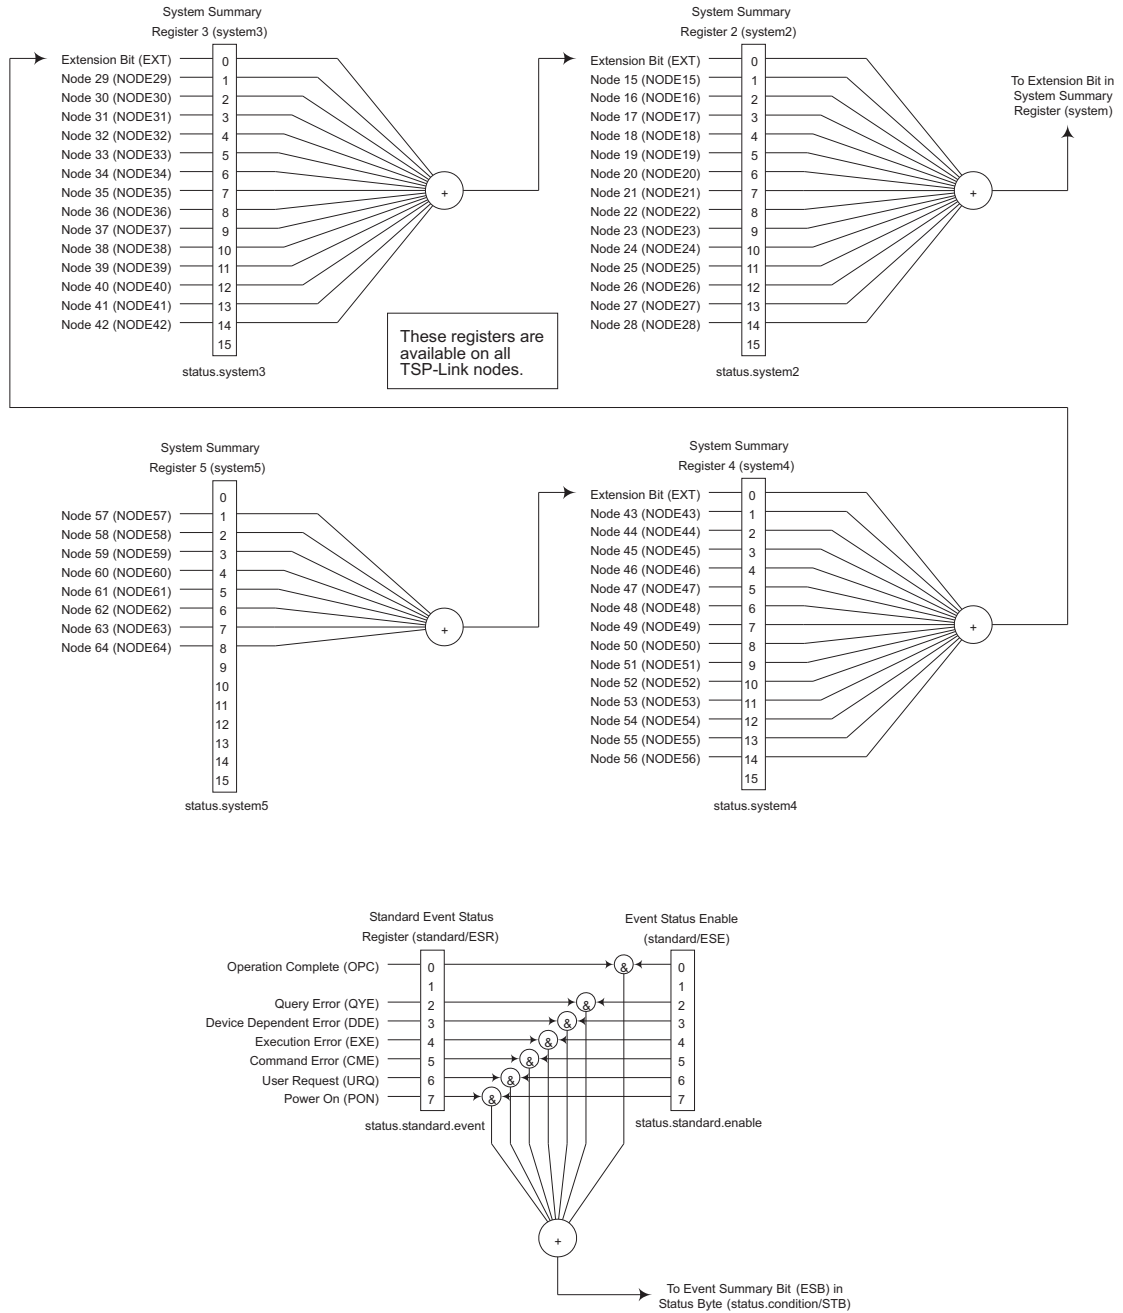 System Summary
Register 3 (system3)
Extension Bit (EXT) 0
Node 29 (NODE29) 1
Node 30 (NODE30) 2
Node 31 (NODE31) 3
Node 32 (NODE32) 4
Node 33 (NODE33) 5
Node 34 (NODE34) 6
Node 35 (NODE35) 7
Node 36 (NODE36) 8
Node 37 (NODE37) 9
Node 38 (NODE38) 10
Node 39 (NODE39) 11
Node 40 (NODE40) 12
Node 41 (NODE41) 13
Node 42 (NODE42) 14
15
status.system3
+
System Summary
Register 2 (system2)
Extension Bit (EXT) 0
Node 15 (NODE15) 1
Node 16 (NODE16) 2
Node 17 (NODE17) 3
Node 18 (NODE18) 4
Node 19 (NODE19) 5
Node 20 (NODE20) 6
Node 21 (NODE21) 7
Node 22 (NODE22) 8
Node 23 (NODE23) 9
Node 24 (NODE24) 10
Node 25 (NODE25) 11
Node 26 (NODE26) 12
Node 27 (NODE27) 13
Node 28 (NODE28) 14
15
status.system2
+
To Extension Bit in
System Summary
Register (system)
These registers are
available on all
TSP-Link nodes.
System Summary
Register 5 (system5)
0
Node 57 (NODE57) 1
Node 58 (NODE58) 2
Node 59 (NODE59) 3
Node 60 (NODE60) 4
Node 61 (NODE61) 5
Node 62 (NODE62) 6
Node 63 (NODE63) 7
Node 64 (NODE64) 8
9
10
11
12
13
14
15
status.system5
+
System Summary
Register 4 (system4)
Extension Bit (EXT) 0
Node 43 (NODE43) 1
Node 44 (NODE44) 2
Node 45 (NODE45) 3
Node 46 (NODE46) 4
Node 47 (NODE47) 5
Node 48 (NODE48) 6
Node 49 (NODE49) 7
Node 50 (NODE50) 8
Node 51 (NODE51) 9
Node 52 (NODE52) 10
Node 53 (NODE53) 11
Node 54 (NODE54) 12
Node 55 (NODE55) 13
Node 56 (NODE56) 14
15
status.system4
+
Standard Event Status
Register (standard/ESR)
Event Status Enable
(standard/ESE)
Operation Complete (OPC) 0 & 0
1 1
Query Error (QYE) 2 & 2
Device Dependent Error (DDE) 3 & 3
Execution Error (EXE) 4 & 4
Command Error (CME) 5 & 5
User Request (URQ) 6 & 6
Power On (PON) 7 & 7
status.standard.event
status.standard.enable
+
To Event Summary Bit (ESB) in
Status Byte (status.condition/STB)